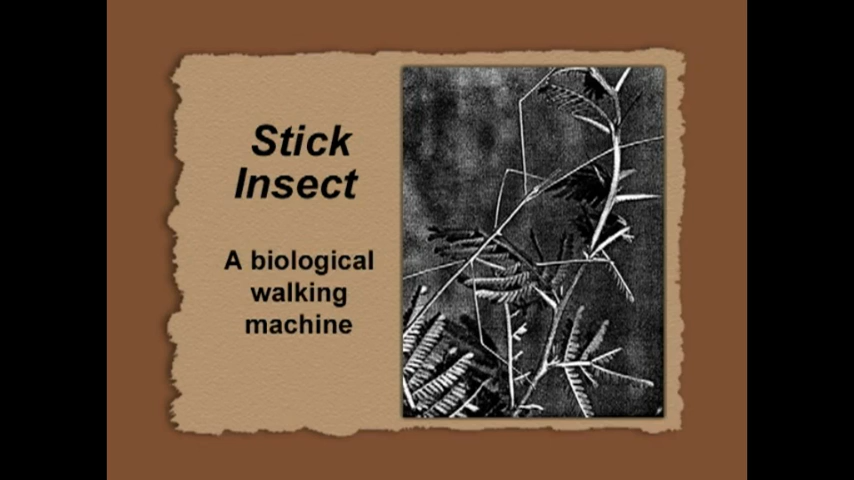 Stick
Insect
A biological
walking
machine